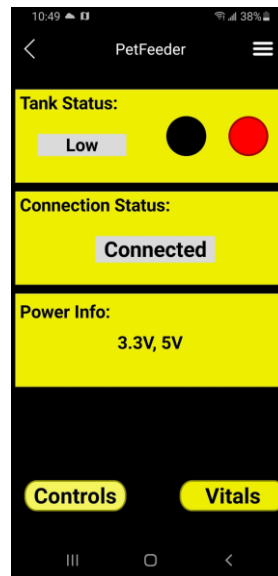 10:49 38%
PetFeeder
Tank Status:
Low
Connection Status:
Connected
Power Info:
3.3V, 5V
Controls Vitals